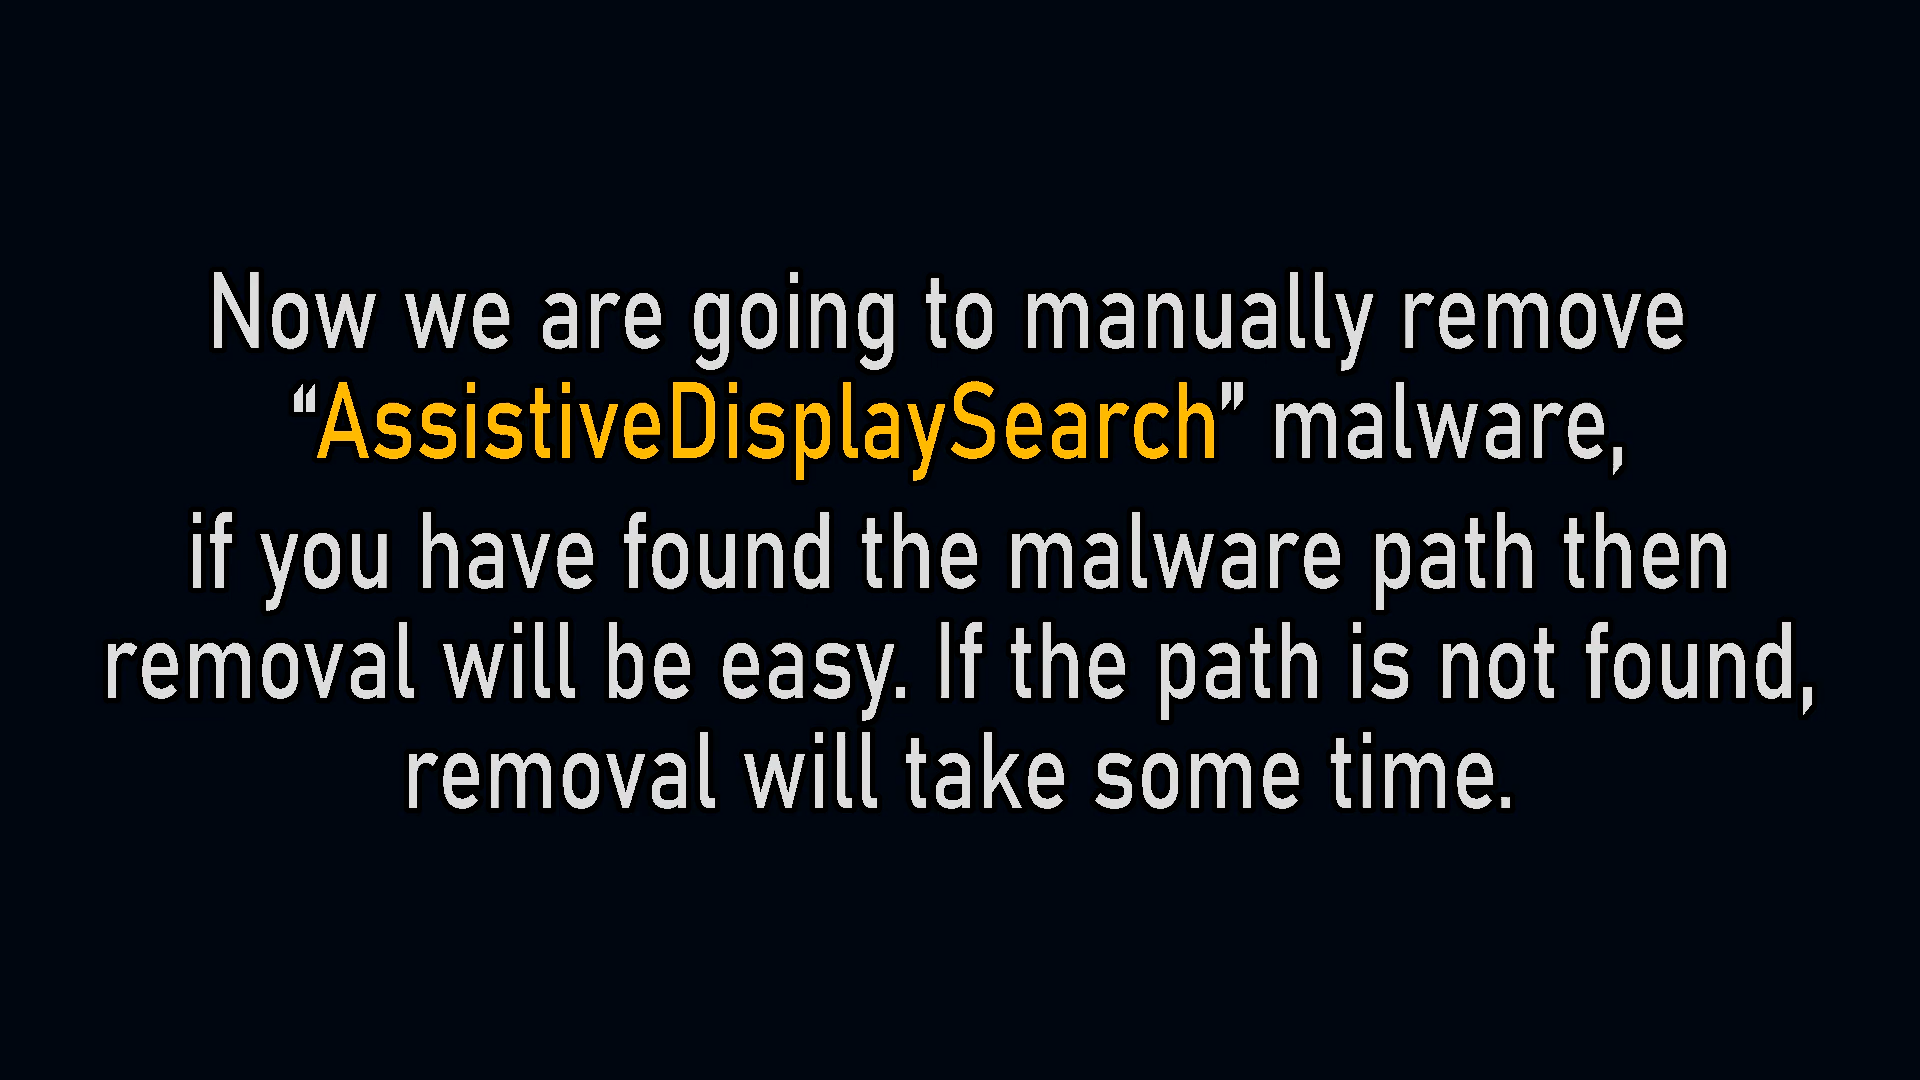 Now we are going to manually remove
“AssistiveDisplaySearch” malware,
if you have found the malware path then
removal will be easy. If the path is not found,
removal will take some time.